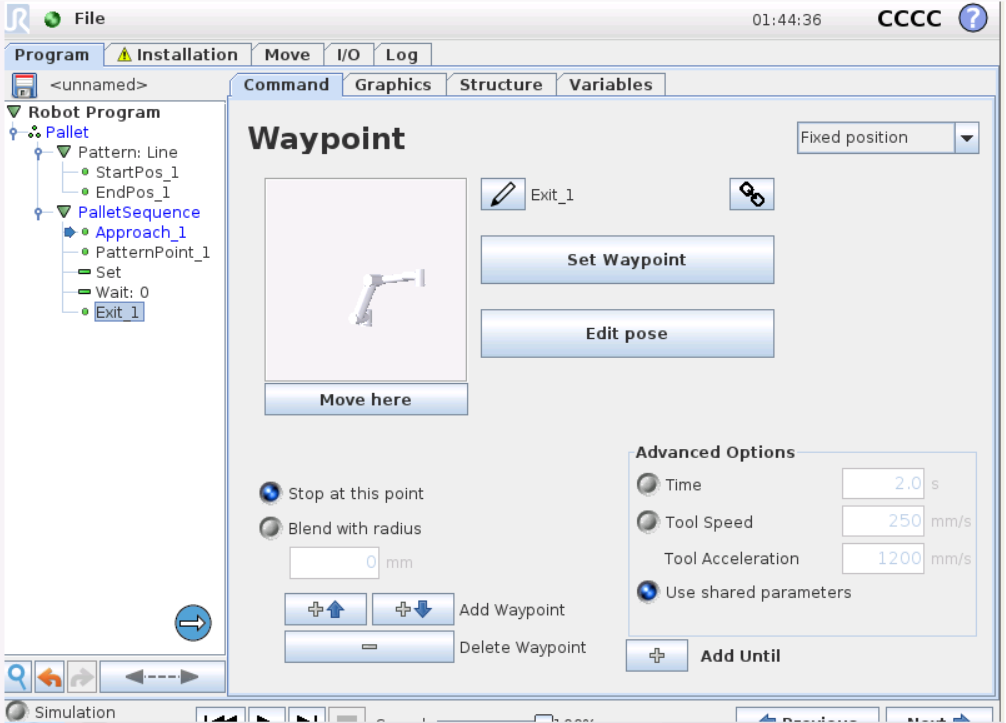 File 01:44:36 CCCC ?
Program Installation Move I/O Log
<unnamed> Command Graphics Structure Variables
Robot Program
Pallet
Pattern: Line
StartPos_1
EndPos_1
PalletSequence
Approach_1
PatternPoint_1
Set
Wait: 0
Exit_1
Waypoint
Fixed position
Exit_1
Set Waypoint
Edit pose
Move here
Stop at this point
Blend with radius
0 mm
Add Waypoint
Delete Waypoint
Advanced Options
Time 2.0 s
Tool Speed 250 mm/s
Tool Acceleration 1200 mm/s
Use shared parameters
Add Until
Simulation